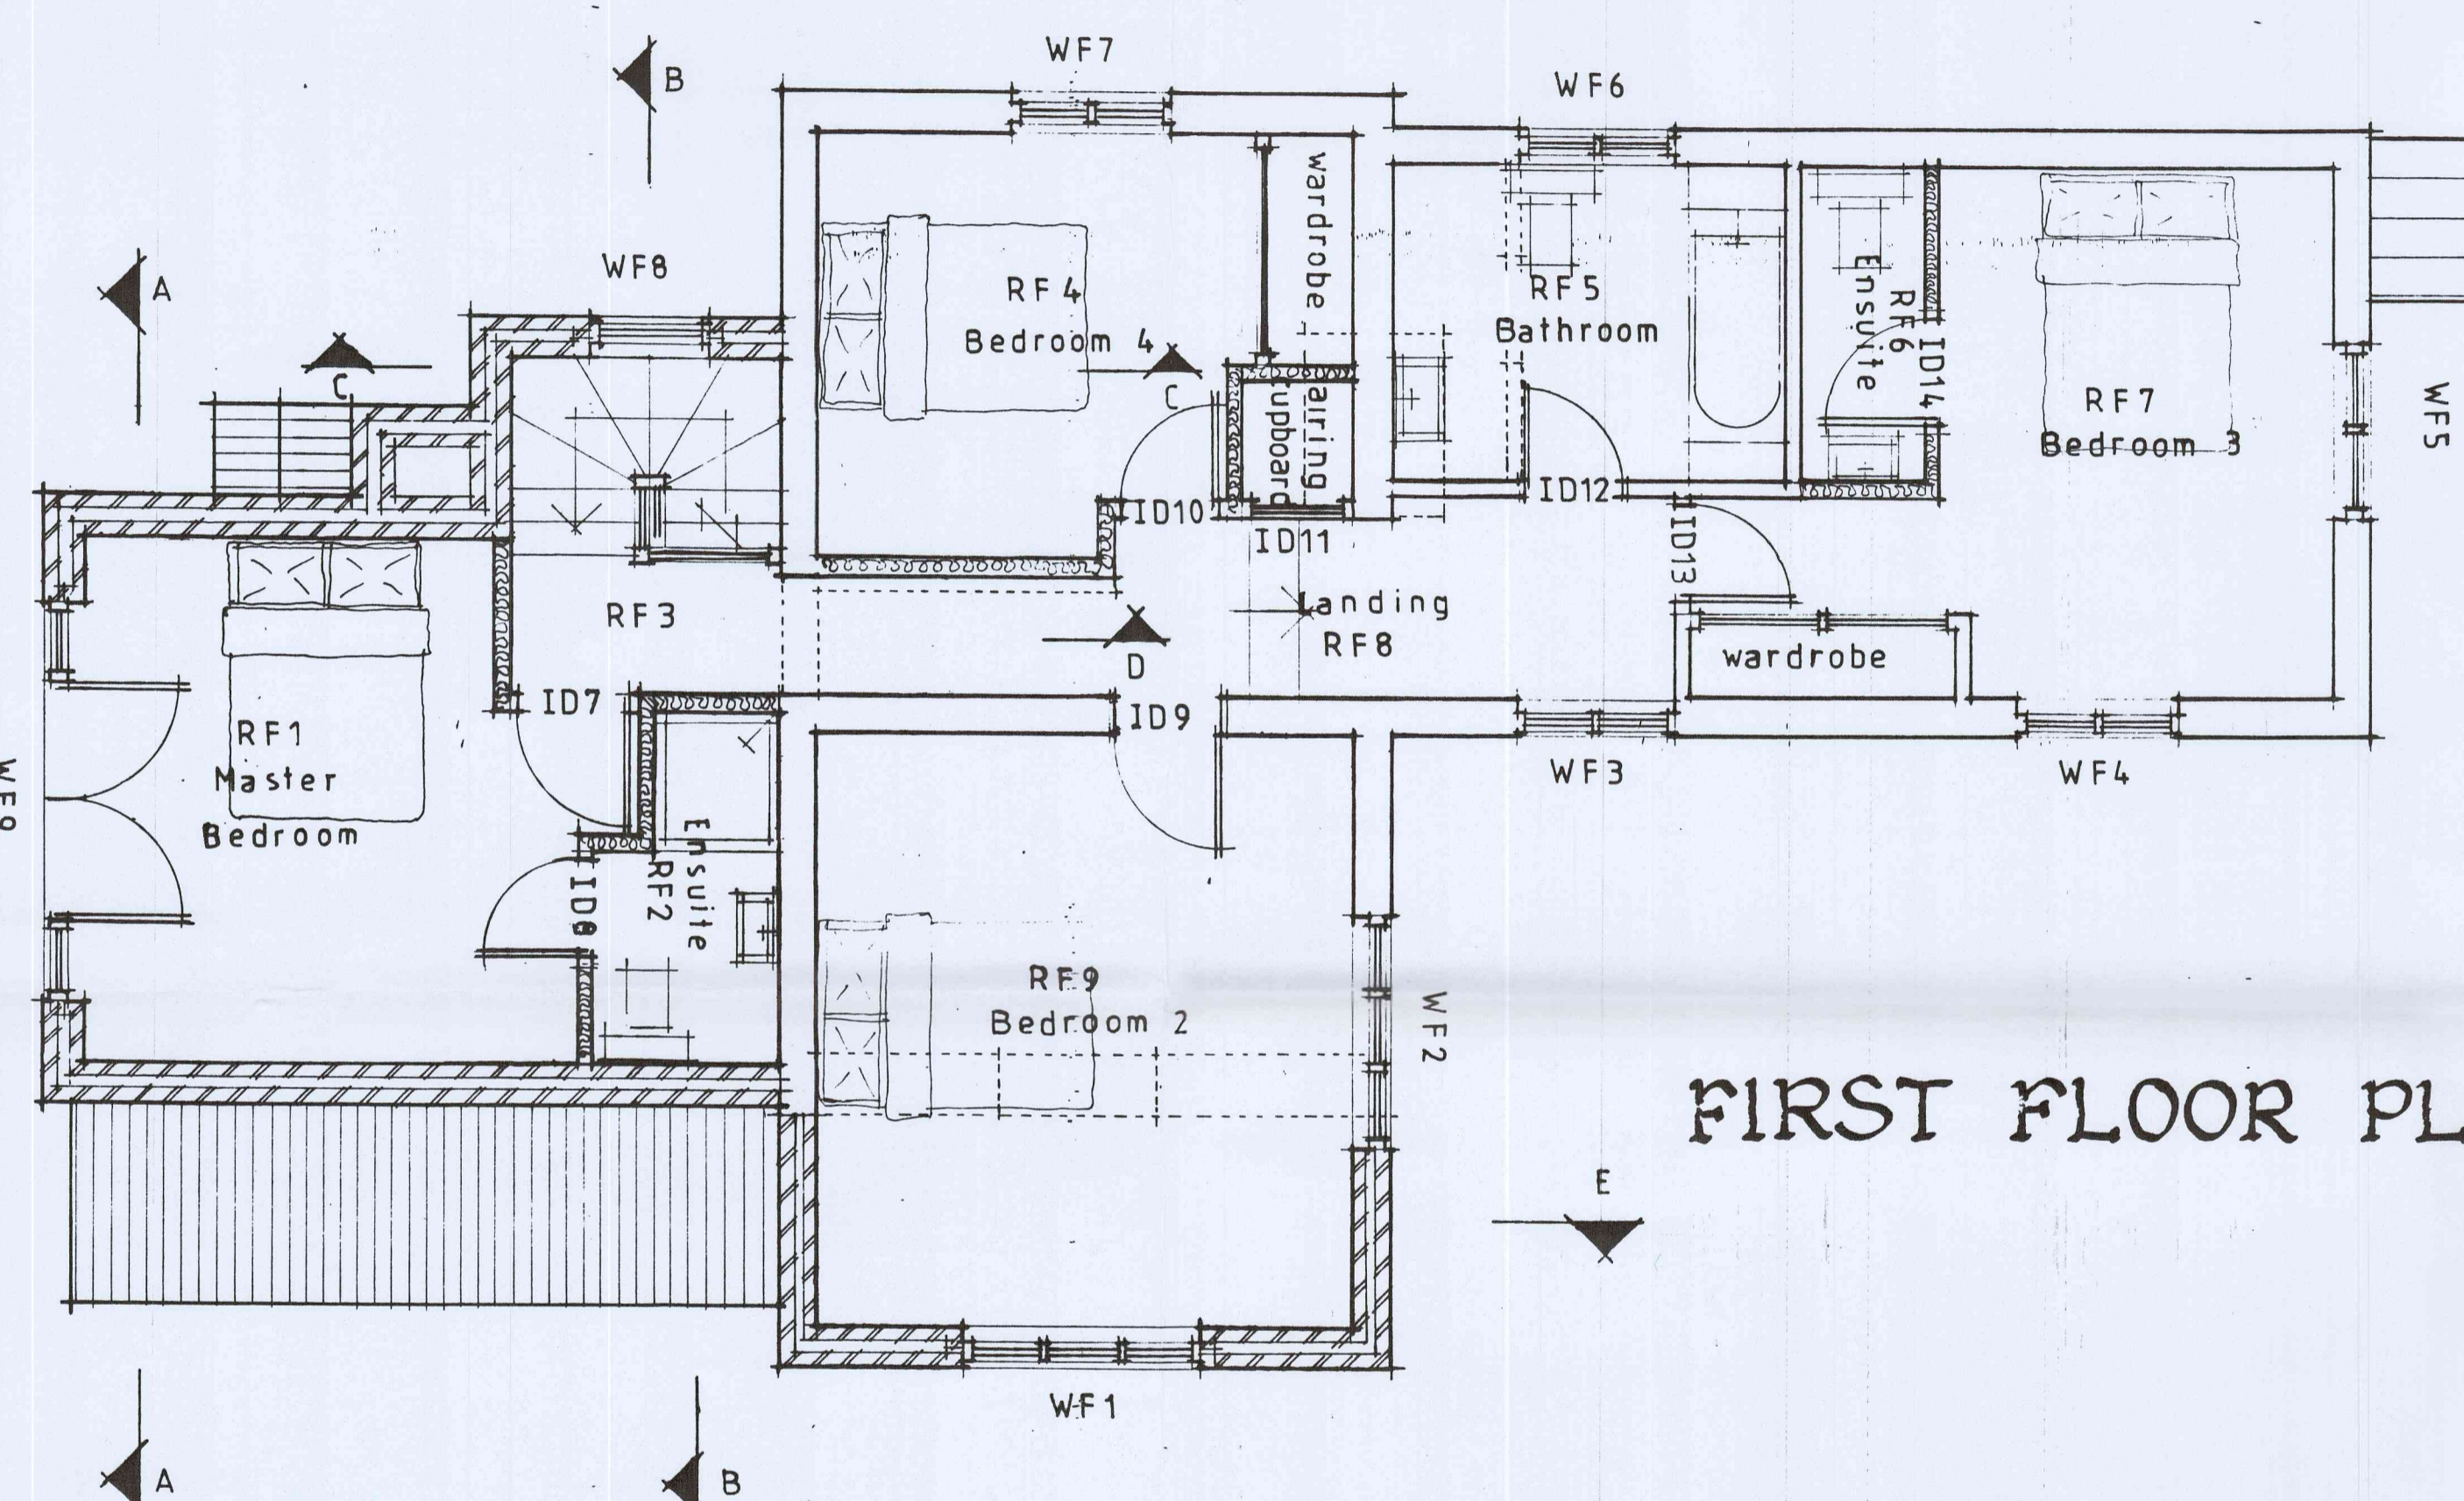 WF7
B
WF6
A
WF8
wardrobe
RF4
Bedroom 4
RF5
Bathroom
Ensuite
RF6
ID14
RF7
Bedroom 3
WF5
C
C
airing
cupboard
ID10
ID11
ID12
ID13
RF3
Landing
RF8
D
wardrobe
ID7
ID9
RF1
Master
Bedroom
WF9
WF3
WF4
Ensuite
RF2
ID8
RF9
Bedroom 2
WF2
FIRST FLOOR PL
E
WF1
A
B